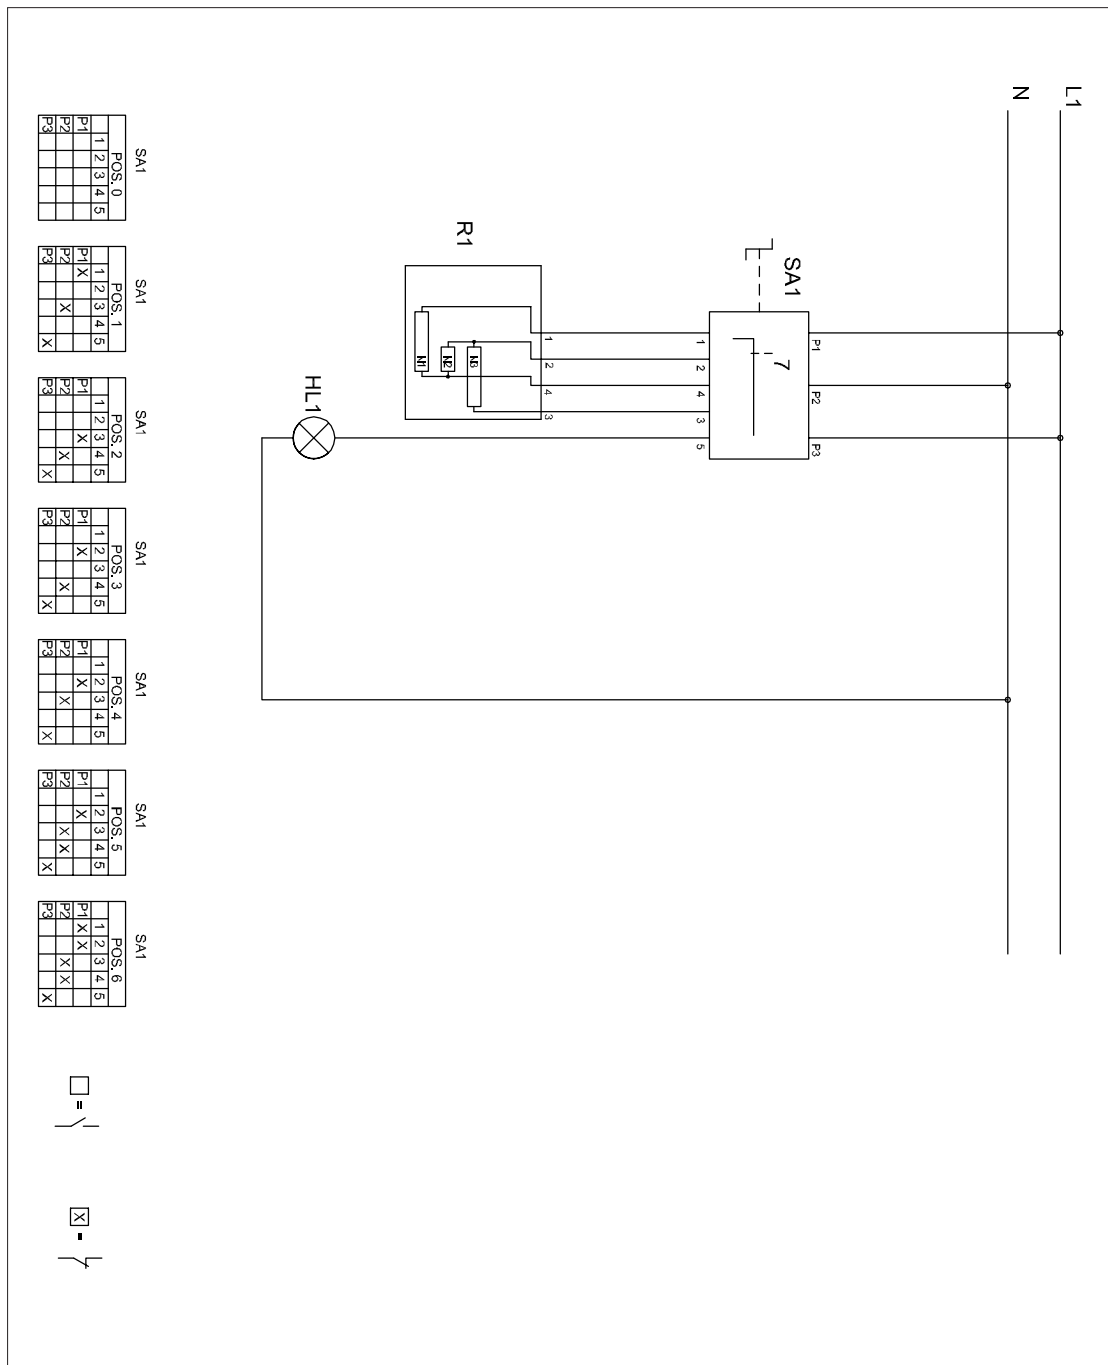 L1
N
SA1
P1 P2 P3
7
1 2 4 3 5
R1
1 2 4 3
N1 N2 N3
HL1
SA1
POS. 0
1 2 3 4 5
P1
P2
P3
SA1
POS. 1
1 2 3 4 5
P1 X
P2 X
P3 X
SA1
POS. 2
1 2 3 4 5
P1 X
P2 X
P3 X
SA1
POS. 3
1 2 3 4 5
P1 X
P2 X
P3 X
SA1
POS. 4
1 2 3 4 5
P1 X
P2 X
P3 X
SA1
POS. 5
1 2 3 4 5
P1 X
P2 X X
P3 X
SA1
POS. 6
1 2 3 4 5
P1 X X
P2 X X
P3 X
=
X =